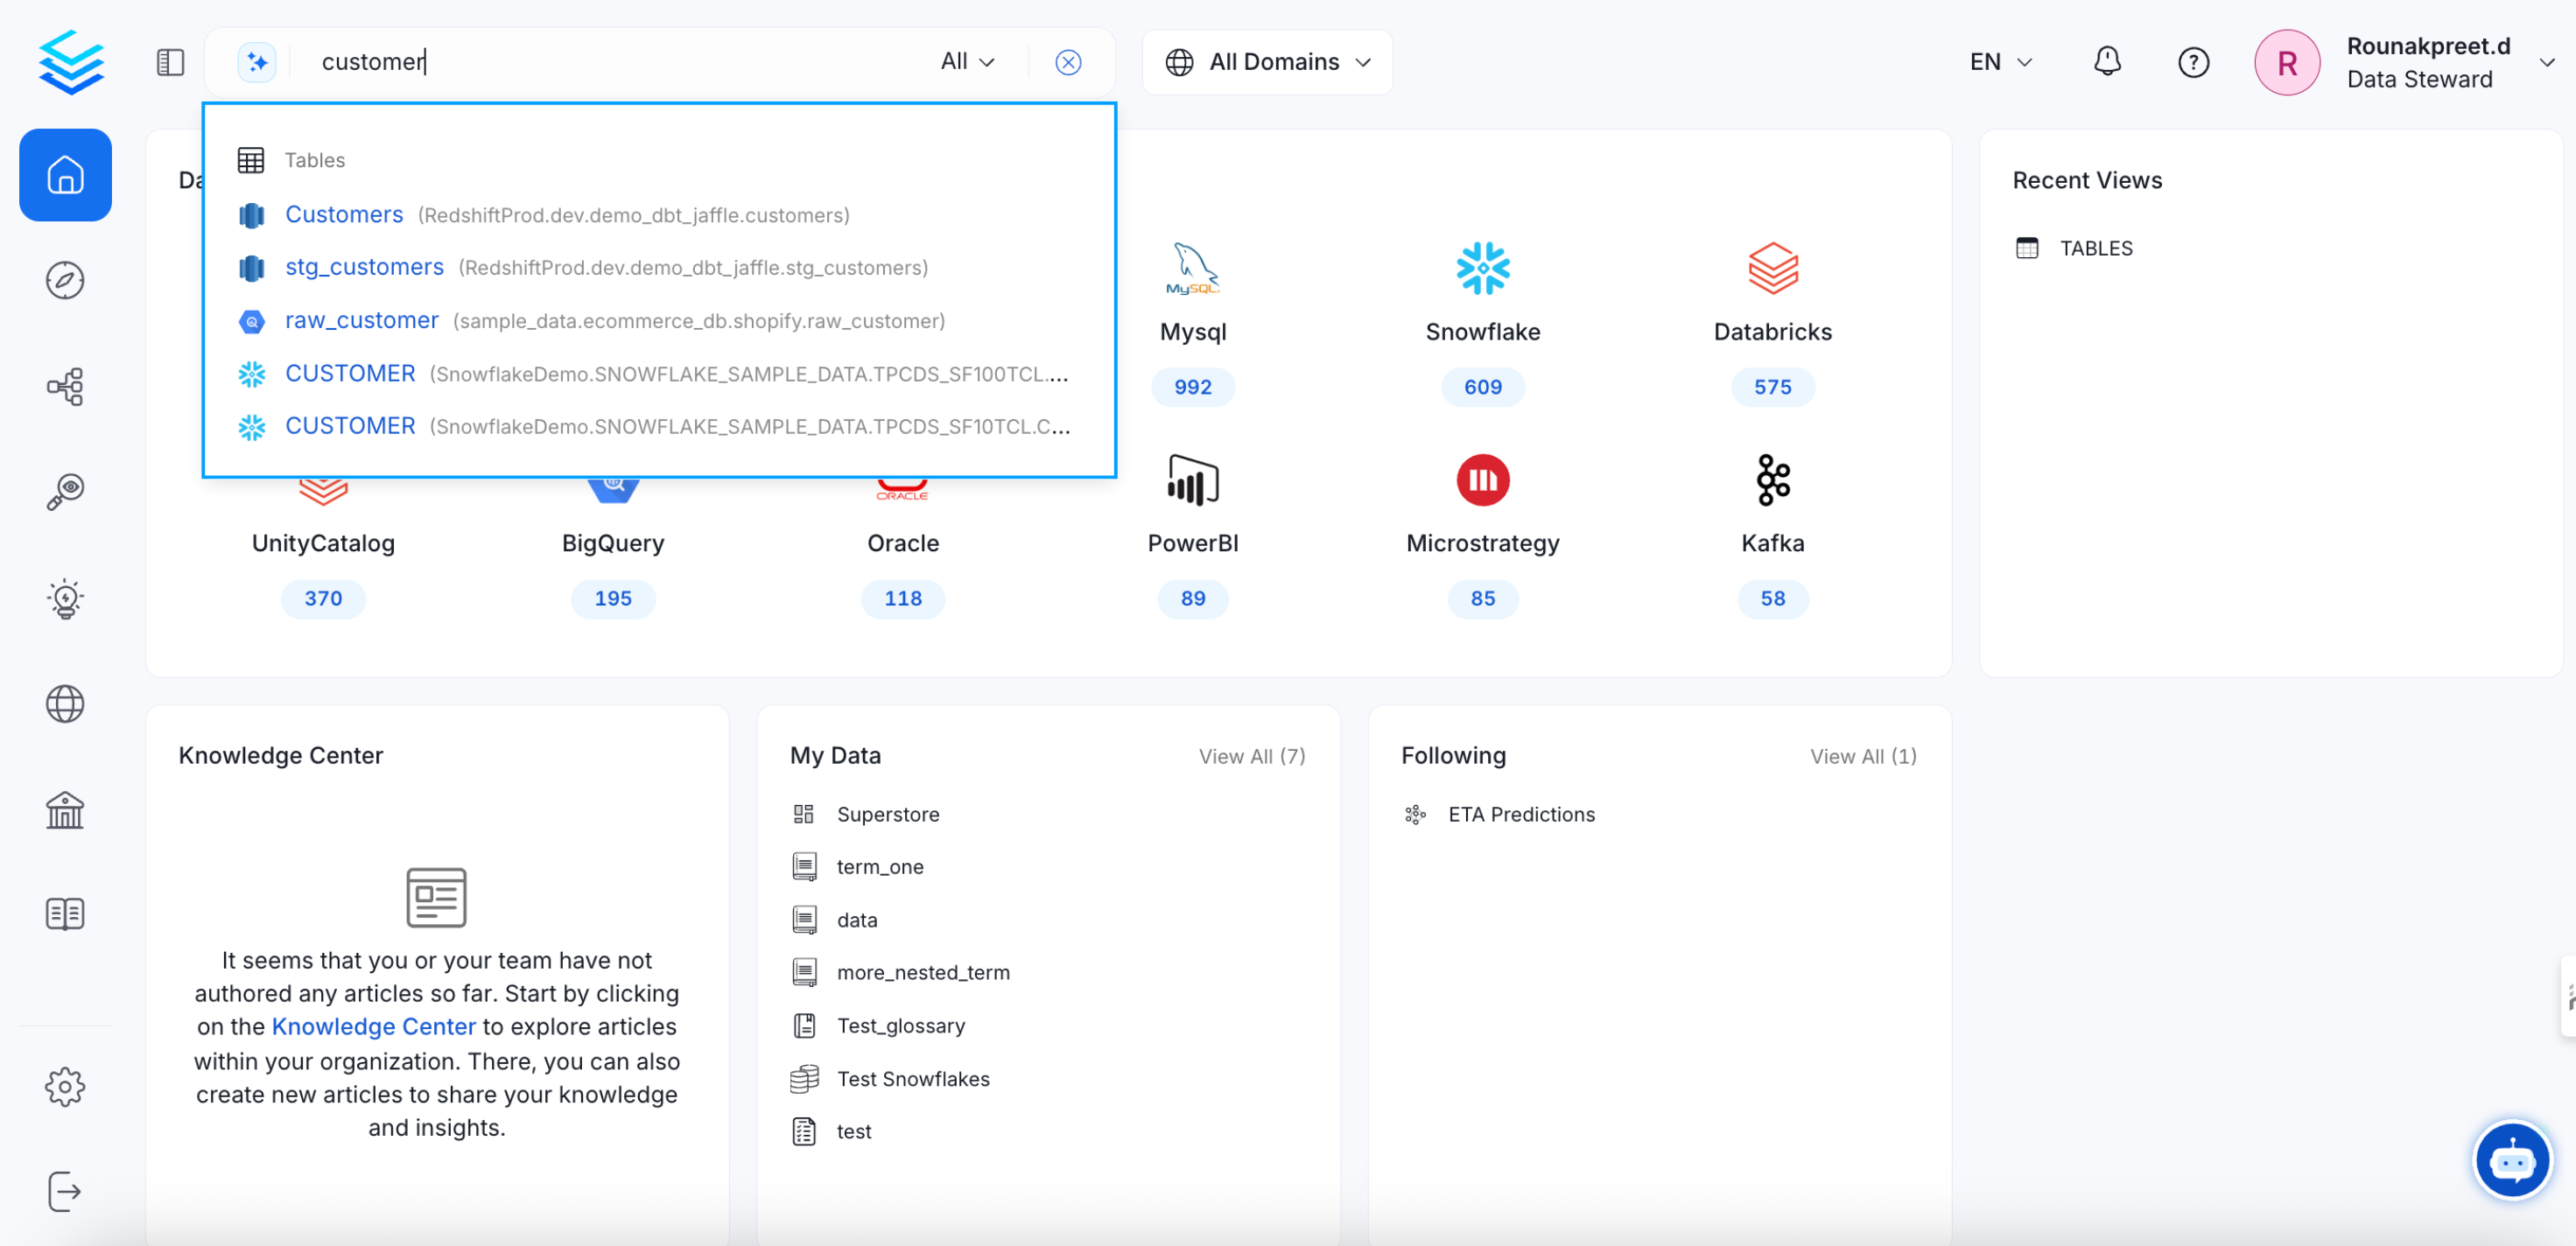 customer
All
All Domains
EN
R
Rounakpreet.d
Data Steward
Da
Tables
Customers (RedshiftProd.dev.demo_dbt_jaffle.customers)
stg_customers (RedshiftProd.dev.demo_dbt_jaffle.stg_customers)
raw_customer (sample_data.ecommerce_db.shopify.raw_customer)
CUSTOMER (SnowflakeDemo.SNOWFLAKE_SAMPLE_DATA.TPCDS_SF100TCL....
CUSTOMER (SnowflakeDemo.SNOWFLAKE_SAMPLE_DATA.TPCDS_SF10TCL.C...
MySQL
Mysql
Snowflake
Databricks
992
609
575
ORACLE
UnityCatalog
BigQuery
Oracle
PowerBI
Microstrategy
Kafka
370
195
118
89
85
58
Recent Views
TABLES
Knowledge Center
It seems that you or your team have not
authored any articles so far. Start by clicking
on the Knowledge Center to explore articles
within your organization. There, you can also
create new articles to share your knowledge
and insights.
My Data
View All (7)
Superstore
term_one
data
more_nested_term
Test_glossary
Test Snowflakes
test
Following
View All (1)
ETA Predictions